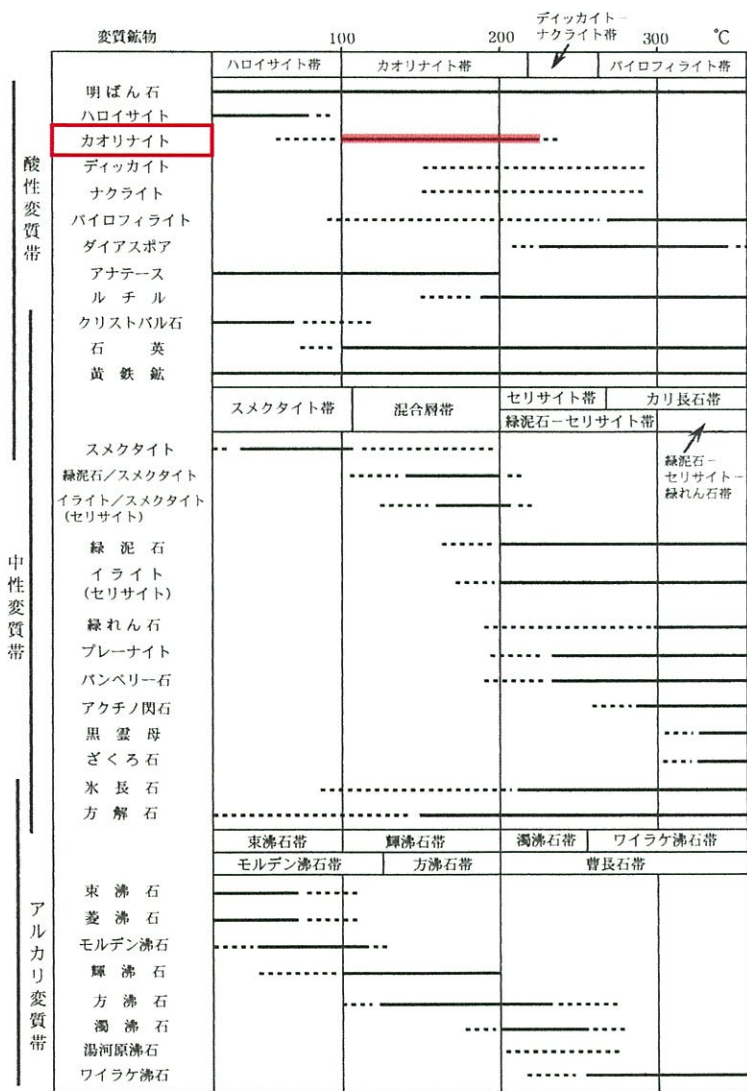 変質鉱物 100 200 300 ℃
ディッカイト－
ナクライト帯
ハロイサイト帯 カオリナイト帯 パイロフィライト帯
酸性変質帯
明ばん石
ハロイサイト
カオリナイト
ディッカイト
ナクライト
パイロフィライト
ダイアスポア
アナテース
ルチル
クリストバル石
石英
黄鉄鉱
スメクタイト帯 混合層帯 セリサイト帯 カリ長石帯
緑泥石－セリサイト帯
緑泥石－
セリサイト－
緑れん石帯
中性変質帯
スメクタイト
緑泥石／スメクタイト
イライト／スメクタイト
(セリサイト)
緑泥石
イライト
(セリサイト)
緑れん石
プレーナイト
パンペリー石
アクチノ閃石
黒雲母
ざくろ石
氷長石
方解石
束沸石帯 輝沸石帯 濁沸石帯 ワイラケ沸石帯
モルデン沸石帯 方沸石帯 曹長石帯
アルカリ変質帯
束沸石
菱沸石
モルデン沸石
輝沸石
方沸石
濁沸石
湯河原沸石
ワイラケ沸石